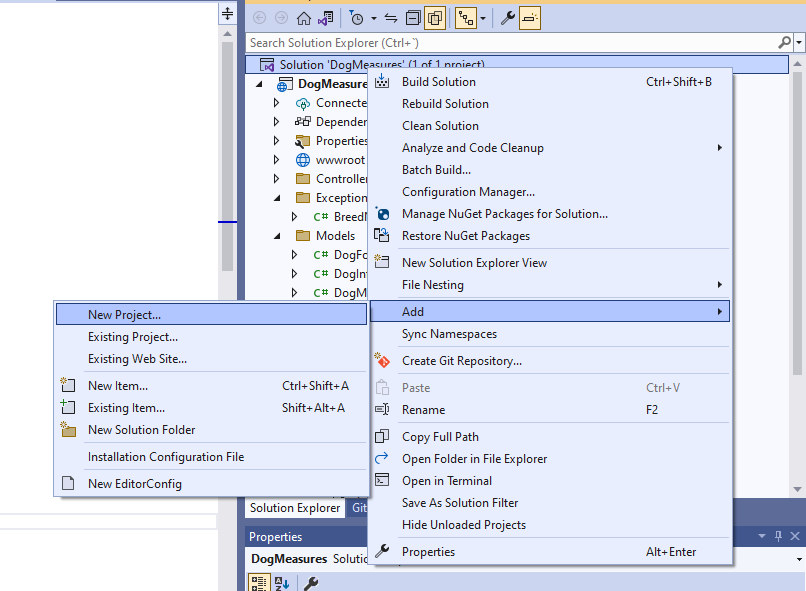 Search Solution Explorer (Ctrl+`)
Solution 'DogMeasures' (1 of 1 project)
DogMeasure
Connecte
Depender
Properties
wwwroot
Controller
Exception
C# BreedN
Models
C# DogFo
C# DogIn
C# DogM
Build Solution Ctrl+Shift+B
Rebuild Solution
Clean Solution
Analyze and Code Cleanup
Batch Build...
Configuration Manager...
Manage NuGet Packages for Solution...
Restore NuGet Packages
New Solution Explorer View
File Nesting
Add
Sync Namespaces
Create Git Repository...
Paste Ctrl+V
Rename F2
Copy Full Path
Open Folder in File Explorer
Open in Terminal
Save As Solution Filter
Hide Unloaded Projects
Properties Alt+Enter
New Project...
Existing Project...
Existing Web Site...
New Item... Ctrl+Shift+A
Existing Item... Shift+Alt+A
New Solution Folder
Installation Configuration File
New EditorConfig
Solution Explorer Git
Properties
DogMeasures Solutio